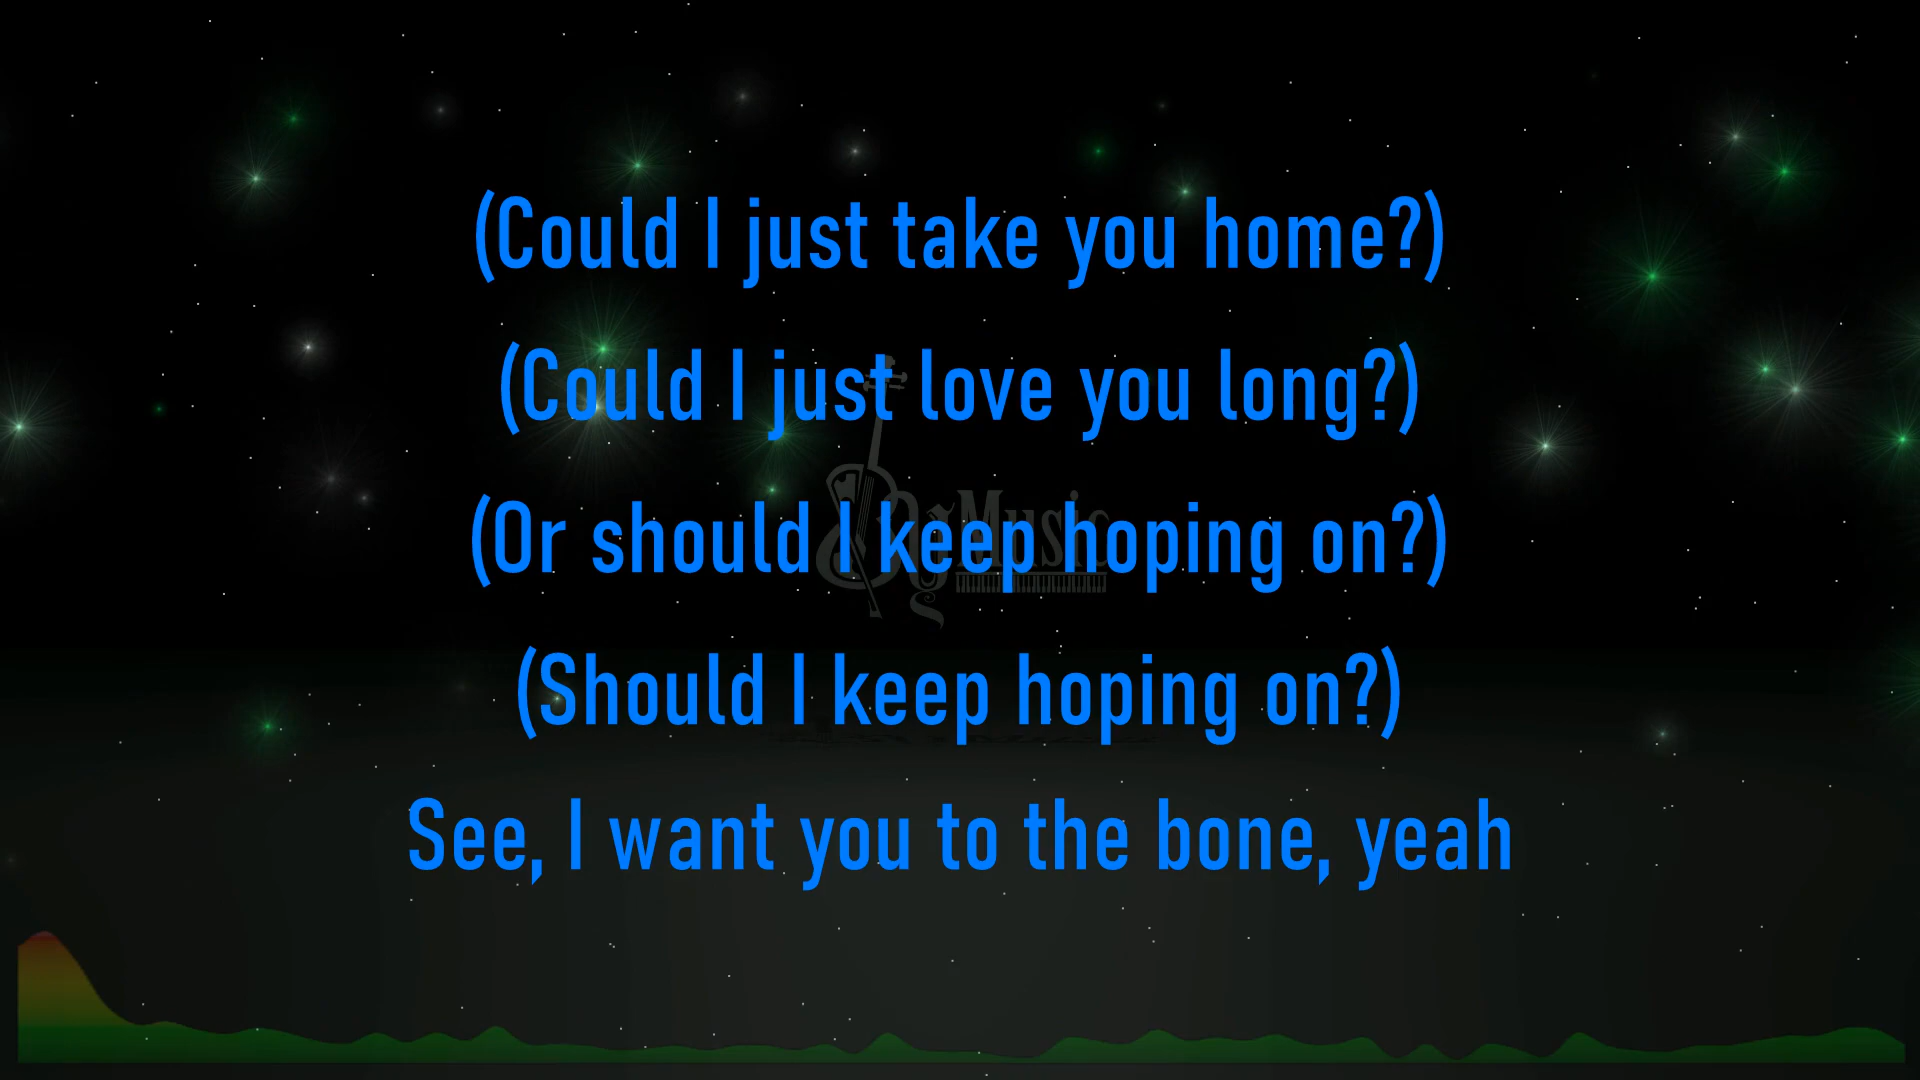 (Could I just take you home?)
(Could I just love you long?)
(Or should I keep hoping on?)
(Should I keep hoping on?)
See, I want you to the bone, yeah